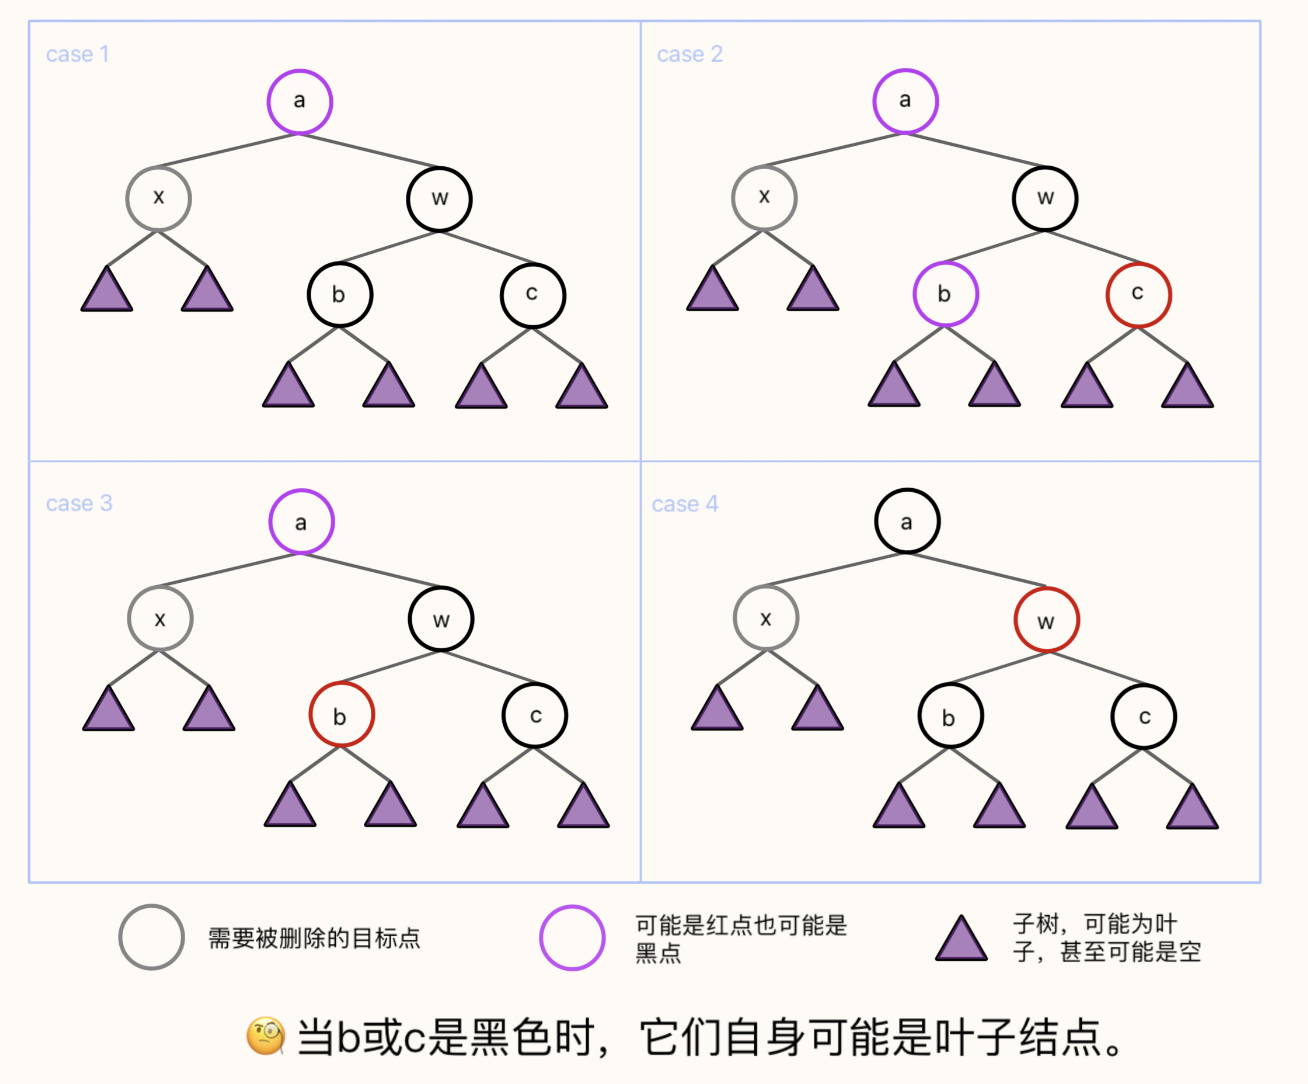 case 1
a
x
w
b
c
case 2
a
x
w
b
c
case 3
a
x
w
b
c
case 4
a
x
w
b
c
需要被删除的目标点
可能是红点也可能是
黑点
子树，可能为叶
子，甚至可能是空
🧐 当b或c是黑色时，它们自身可能是叶子结点。